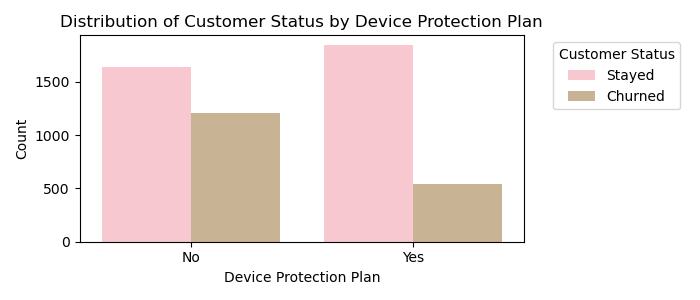 Distribution of Customer Status by Device Protection Plan
Customer Status
Stayed
Churned
1500
1000
500
0
Count
No
Yes
Device Protection Plan